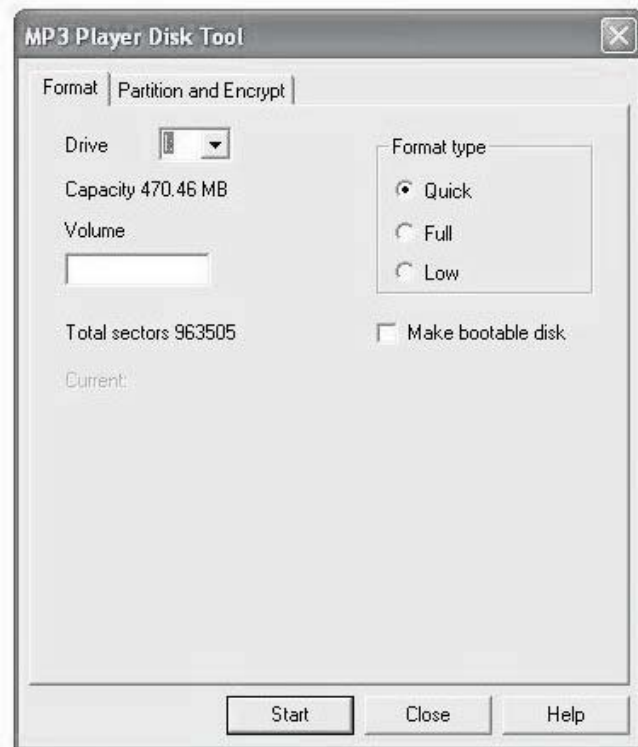 MP3 Player Disk Tool
Format
Partition and Encrypt
Drive
Format type
Capacity 470.46 MB
Quick
Volume
Full
Low
Total sectors 963505
Make bootable disk
Current:
Start
Close
Help